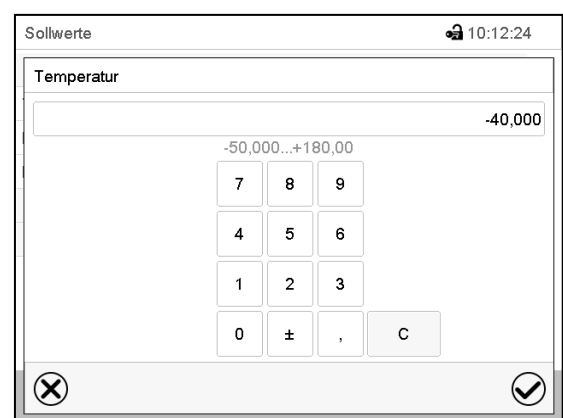 Sollwerte 10:12:24
Temperatur
-40,000
-50,000...+180,00
7 8 9
4 5 6
1 2 3
0 ± , C